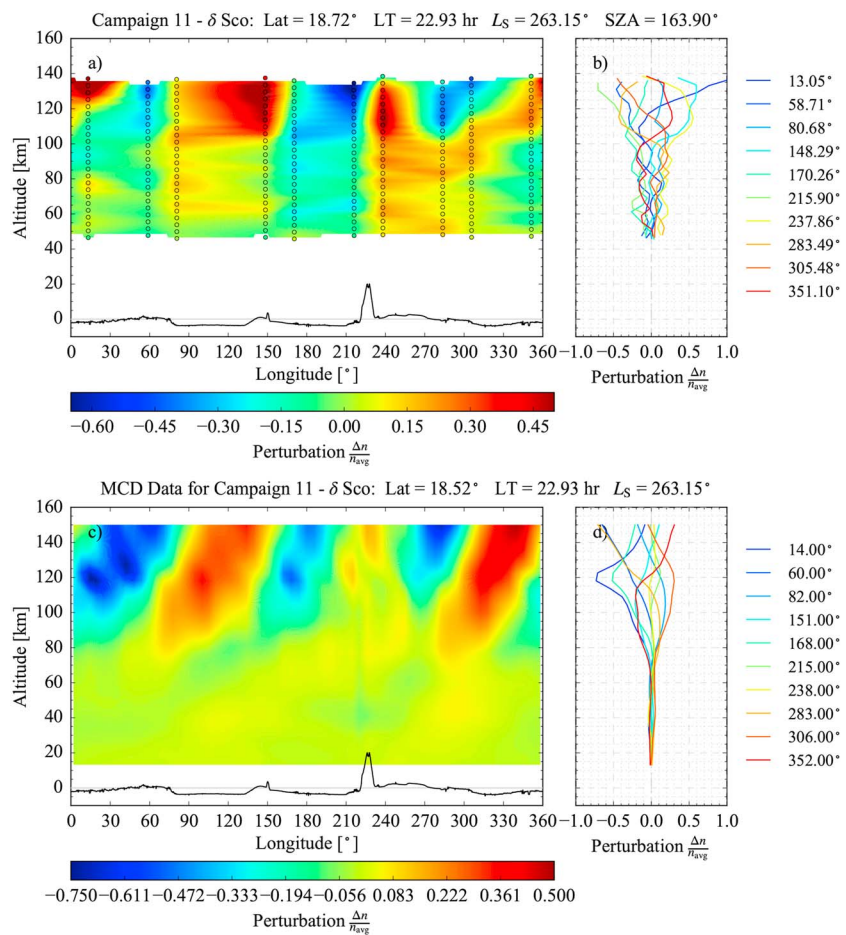 Campaign 11 - δ Sco: Lat = 18.72° LT = 22.93 hr L_S = 263.15° SZA = 163.90°
a)
160
140
120
100
80
60
40
20
0
Altitude [km]
0 30 60 90 120 150 180 210 240 270 300 330 360
Longitude [°]
−0.60 −0.45 −0.30 −0.15 0.00 0.15 0.30 0.45
Perturbation Δn/n_avg
b)
−1.0 −0.5 0.0 0.5 1.0
Perturbation Δn/n_avg
13.05°
58.71°
80.68°
148.29°
170.26°
215.90°
237.86°
283.49°
305.48°
351.10°
MCD Data for Campaign 11 - δ Sco: Lat = 18.52° LT = 22.93 hr L_S = 263.15°
c)
160
140
120
100
80
60
40
20
0
Altitude [km]
0 30 60 90 120 150 180 210 240 270 300 330 360
Longitude [°]
−0.750 −0.611 −0.472 −0.333 −0.194 −0.056 0.083 0.222 0.361 0.500
Perturbation Δn/n_avg
d)
−1.0 −0.5 0.0 0.5 1.0
Perturbation Δn/n_avg
14.00°
60.00°
82.00°
151.00°
168.00°
215.00°
238.00°
283.00°
306.00°
352.00°